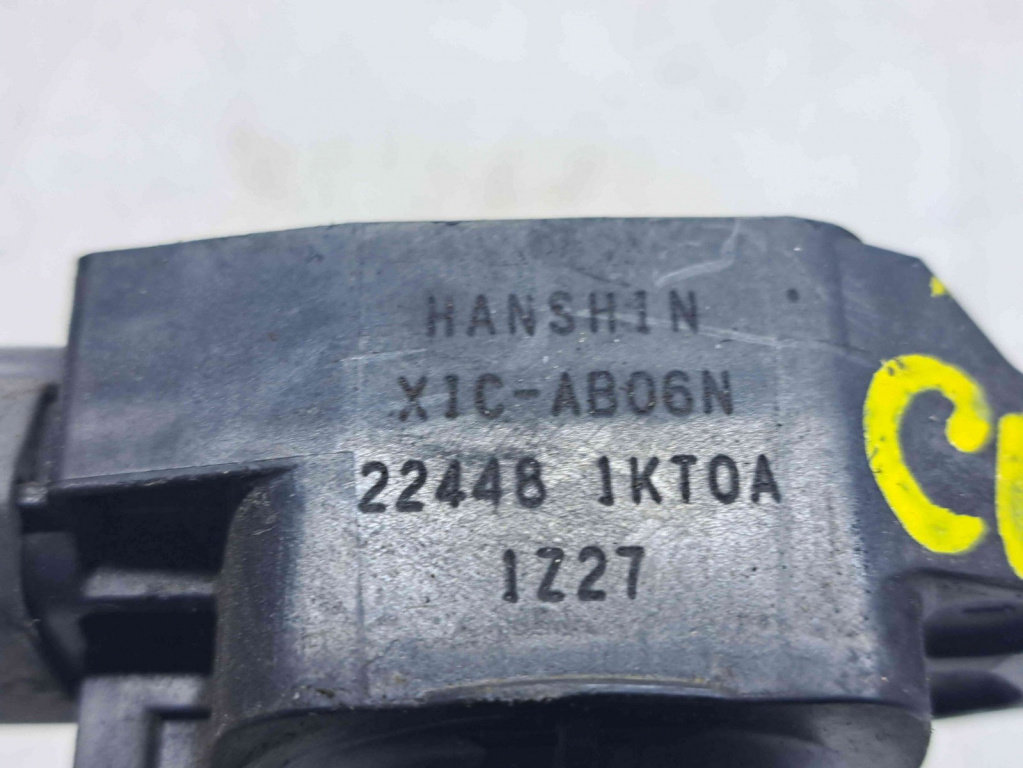 HANSHIN
X1C-AB06N
22448 1KT0A
1Z27